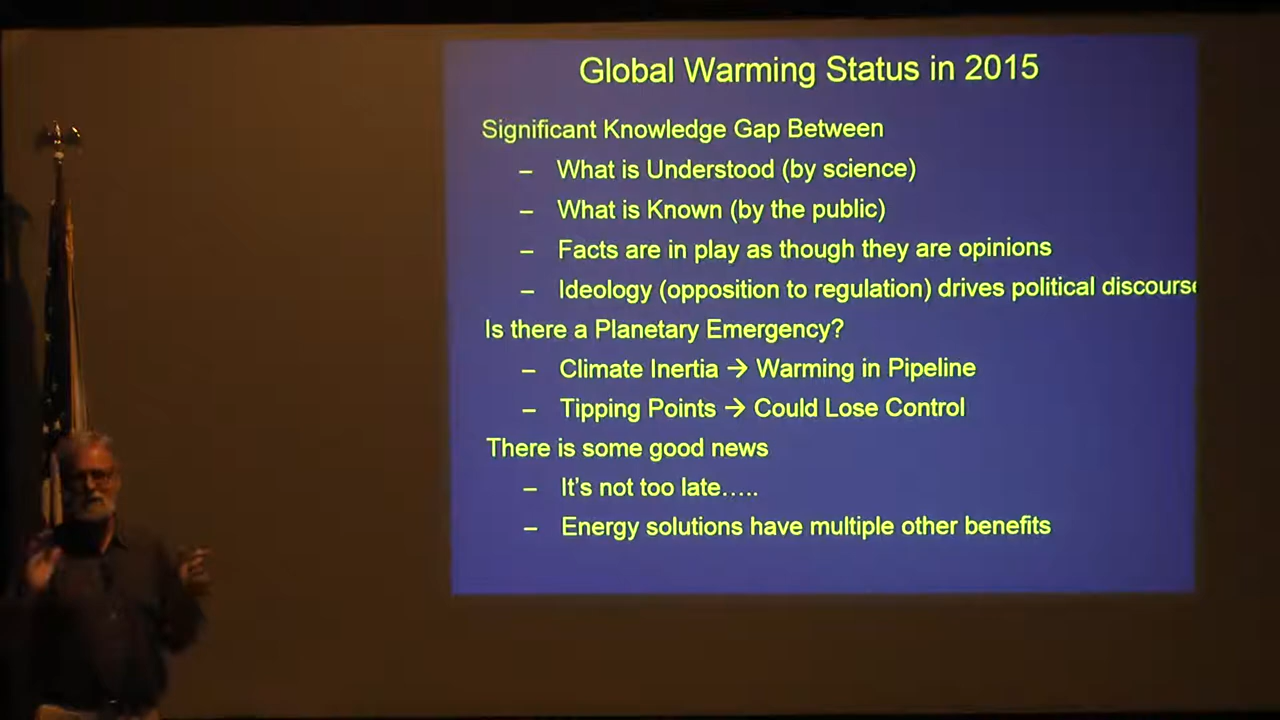 Global Warming Status in 2015
Significant Knowledge Gap Between
– What is Understood (by science)
– What is Known (by the public)
– Facts are in play as though they are opinions
– Ideology (opposition to regulation) drives political discourse
Is there a Planetary Emergency?
– Climate Inertia → Warming in Pipeline
– Tipping Points → Could Lose Control
There is some good news
– It’s not too late…..
– Energy solutions have multiple other benefits